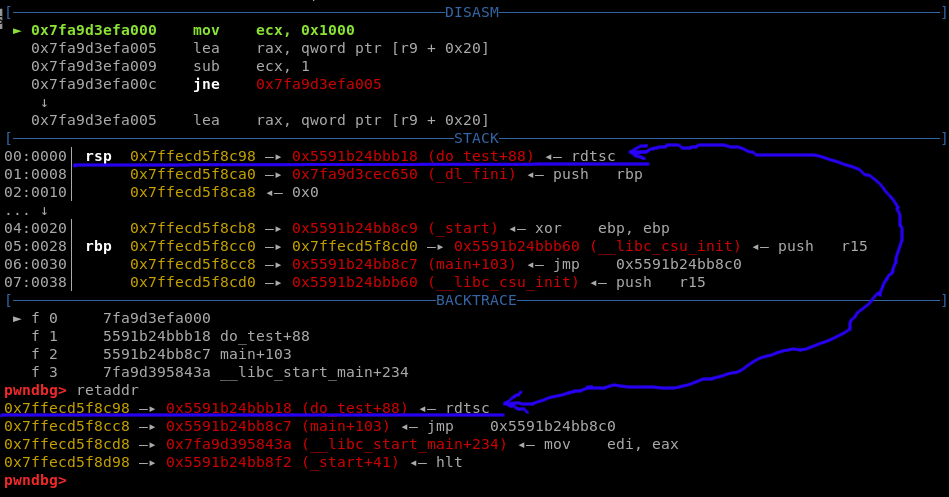 [DISASM]
► 0x7fa9d3efa000    mov    ecx, 0x1000
0x7fa9d3efa005    lea    rax, qword ptr [r9 + 0x20]
0x7fa9d3efa009    sub    ecx, 1
0x7fa9d3efa00c    jne    0x7fa9d3efa005
↓
0x7fa9d3efa005    lea    rax, qword ptr [r9 + 0x20]
[STACK]
00:0000│ rsp  0x7ffecd5f8c98 —▸ 0x5591b24bbb18 (do_test+88) ◂— rdtsc
01:0008│      0x7ffecd5f8ca0 —▸ 0x7fa9d3cec650 (_dl_fini) ◂— push   rbp
02:0010│      0x7ffecd5f8ca8 ◂— 0x0
... ↓
04:0020│      0x7ffecd5f8cb8 —▸ 0x5591b24bb8c9 (_start) ◂— xor    ebp, ebp
05:0028│ rbp  0x7ffecd5f8cc0 —▸ 0x7ffecd5f8cd0 —▸ 0x5591b24bbb60 (__libc_csu_init) ◂— push   r15
06:0030│      0x7ffecd5f8cc8 —▸ 0x5591b24bb8c7 (main+103) ◂— jmp    0x5591b24bb8c0
07:0038│      0x7ffecd5f8cd0 —▸ 0x5591b24bbb60 (__libc_csu_init) ◂— push   r15
[BACKTRACE]
► f 0     7fa9d3efa000
f 1     5591b24bbb18 do_test+88
f 2     5591b24bb8c7 main+103
f 3     7fa9d395843a __libc_start_main+234
pwndbg> retaddr
0x7ffecd5f8c98 —▸ 0x5591b24bbb18 (do_test+88) ◂— rdtsc
0x7ffecd5f8cc8 —▸ 0x5591b24bb8c7 (main+103) ◂— jmp    0x5591b24bb8c0
0x7ffecd5f8cd8 —▸ 0x7fa9d395843a (__libc_start_main+234) ◂— mov    edi, eax
0x7ffecd5f8d98 —▸ 0x5591b24bb8f2 (_start+41) ◂— hlt
pwndbg>